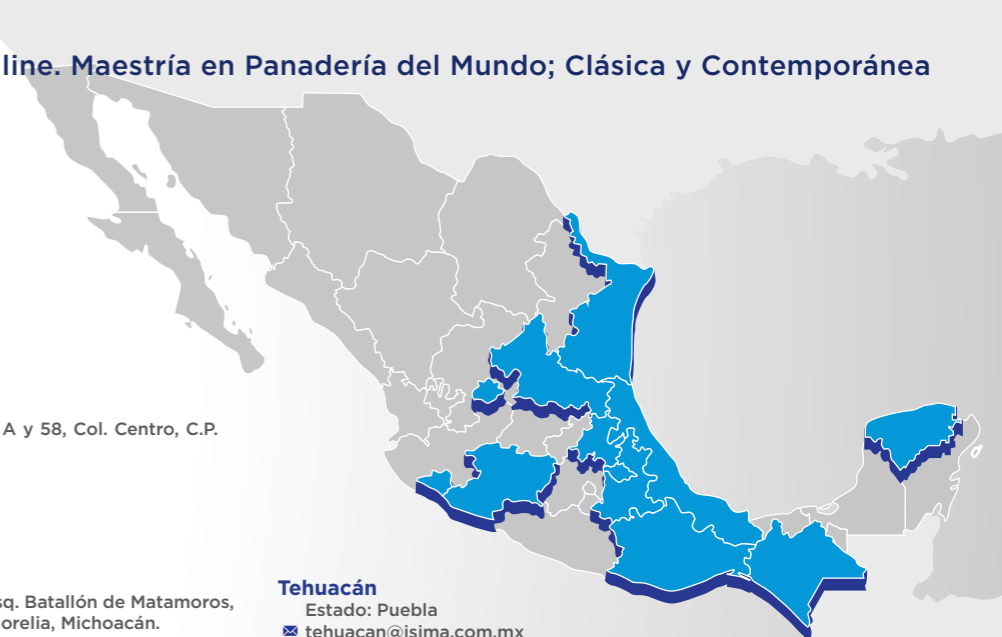 line. Maestría en Panadería del Mundo; Clásica y Contemporánea
A y 58, Col. Centro, C.P.
sq. Batallón de Matamoros,
orelia, Michoacán.
Tehuacán
Estado: Puebla
tehuacan@isima.com.mx